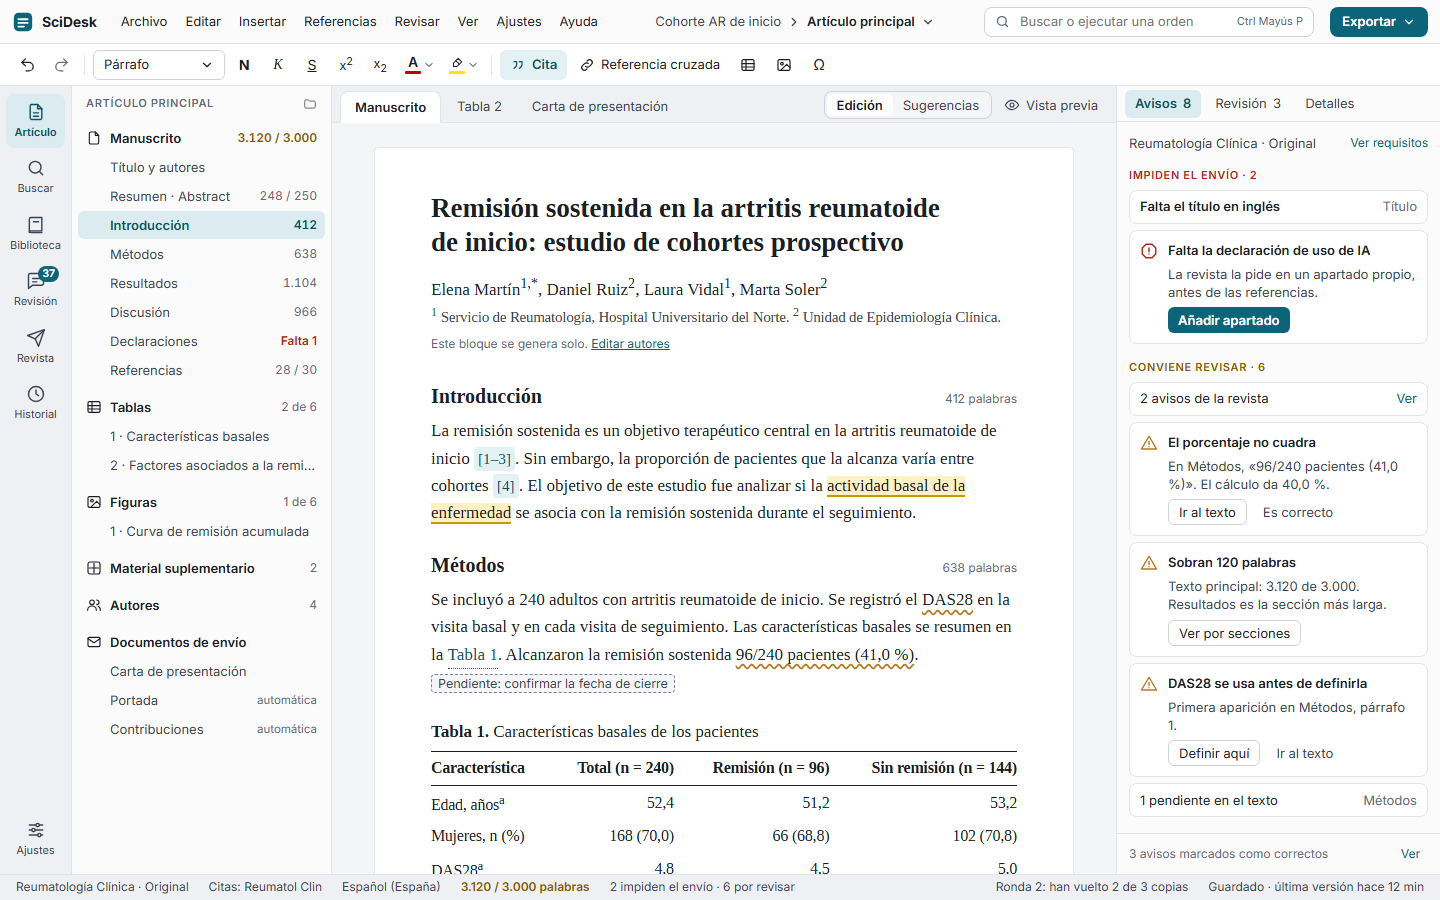 SciDesk
Archivo Editar Insertar Referencias Revisar Ver Ajustes Ayuda
Cohorte AR de inicio > Artículo principal
Buscar o ejecutar una orden Ctrl Mayús P
Exportar
Párrafo
N K S x² x₂ A
Cita
Referencia cruzada
Ω
Artículo
Buscar
Biblioteca
37
Revisión
Revista
Historial
Ajustes
ARTÍCULO PRINCIPAL
Manuscrito 3.120 / 3.000
Título y autores
Resumen · Abstract 248 / 250
Introducción 412
Métodos 638
Resultados 1.104
Discusión 966
Declaraciones Falta 1
Referencias 28 / 30
Tablas 2 de 6
1 · Características basales
2 · Factores asociados a la remi...
Figuras 1 de 6
1 · Curva de remisión acumulada
Material suplementario 2
Autores 4
Documentos de envío
Carta de presentación
Portada automática
Contribuciones automática
Manuscrito Tabla 2 Carta de presentación
Edición Sugerencias Vista previa
Remisión sostenida en la artritis reumatoide
de inicio: estudio de cohortes prospectivo
Elena Martín1,*, Daniel Ruiz2, Laura Vidal1, Marta Soler2
1 Servicio de Reumatología, Hospital Universitario del Norte. 2 Unidad de Epidemiología Clínica.
Este bloque se genera solo. Editar autores
Introducción 412 palabras
La remisión sostenida es un objetivo terapéutico central en la artritis reumatoide de
inicio [1–3]. Sin embargo, la proporción de pacientes que la alcanza varía entre
cohortes [4]. El objetivo de este estudio fue analizar si la actividad basal de la
enfermedad se asocia con la remisión sostenida durante el seguimiento.
Métodos 638 palabras
Se incluyó a 240 adultos con artritis reumatoide de inicio. Se registró el DAS28 en la
visita basal y en cada visita de seguimiento. Las características basales se resumen en
la Tabla 1. Alcanzaron la remisión sostenida 96/240 pacientes (41,0 %).
Pendiente: confirmar la fecha de cierre
Tabla 1. Características basales de los pacientes
Característica Total (n = 240) Remisión (n = 96) Sin remisión (n = 144)
Edad, añosa 52,4 51,2 53,2
Mujeres, n (%) 168 (70,0) 66 (68,8) 102 (70,8)
DAS28a 4,8 4,5 5,0
Avisos 8 Revisión 3 Detalles
Reumatología Clínica · Original Ver requisitos
IMPIDEN EL ENVÍO · 2
Falta el título en inglés Título
Falta la declaración de uso de IA
La revista la pide en un apartado propio,
antes de las referencias.
Añadir apartado
CONVIENE REVISAR · 6
2 avisos de la revista Ver
El porcentaje no cuadra
En Métodos, «96/240 pacientes (41,0
%)». El cálculo da 40,0 %.
Ir al texto Es correcto
Sobran 120 palabras
Texto principal: 3.120 de 3.000.
Resultados es la sección más larga.
Ver por secciones
DAS28 se usa antes de definirla
Primera aparición en Métodos, párrafo
1.
Definir aquí Ir al texto
1 pendiente en el texto Métodos
3 avisos marcados como correctos Ver
Reumatología Clínica · Original Citas: Reumatol Clin Español (España) 3.120 / 3.000 palabras 2 impiden el envío · 6 por revisar Ronda 2: han vuelto 2 de 3 copias Guardado · última versión hace 12 min